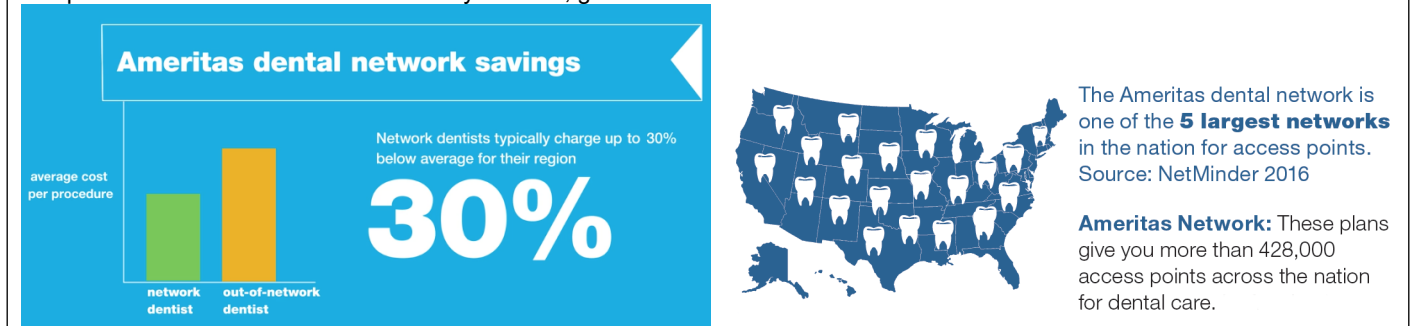 Ameritas dental network savings
Network dentists typically charge up to 30%
below average for their region
30%
average cost
per procedure
network
dentist
out-of-network
dentist
The Ameritas dental network is
one of the 5 largest networks
in the nation for access points.
Source: NetMinder 2016
Ameritas Network: These plans
give you more than 428,000
access points across the nation
for dental care.